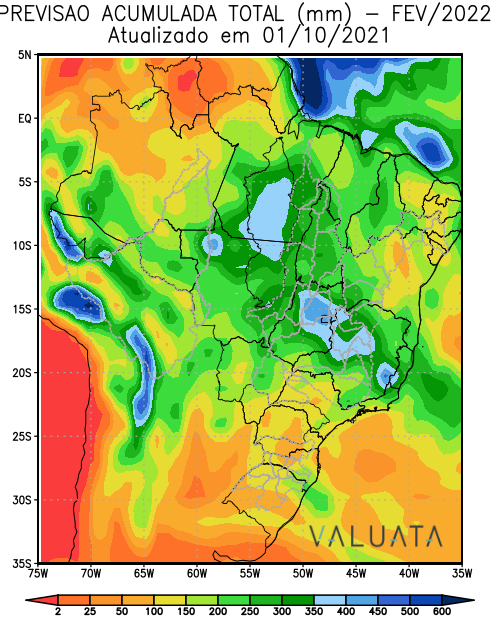 PREVISAO ACUMULADA TOTAL (mm) – FEV/2022
Atualizado em 01/10/2021
5N
EQ
5S
10S
15S
20S
25S
30S
35S
VALUATA
75W 70W 65W 60W 55W 50W 45W 40W 35W
2 25 50 100 150 200 250 300 350 400 450 500 600